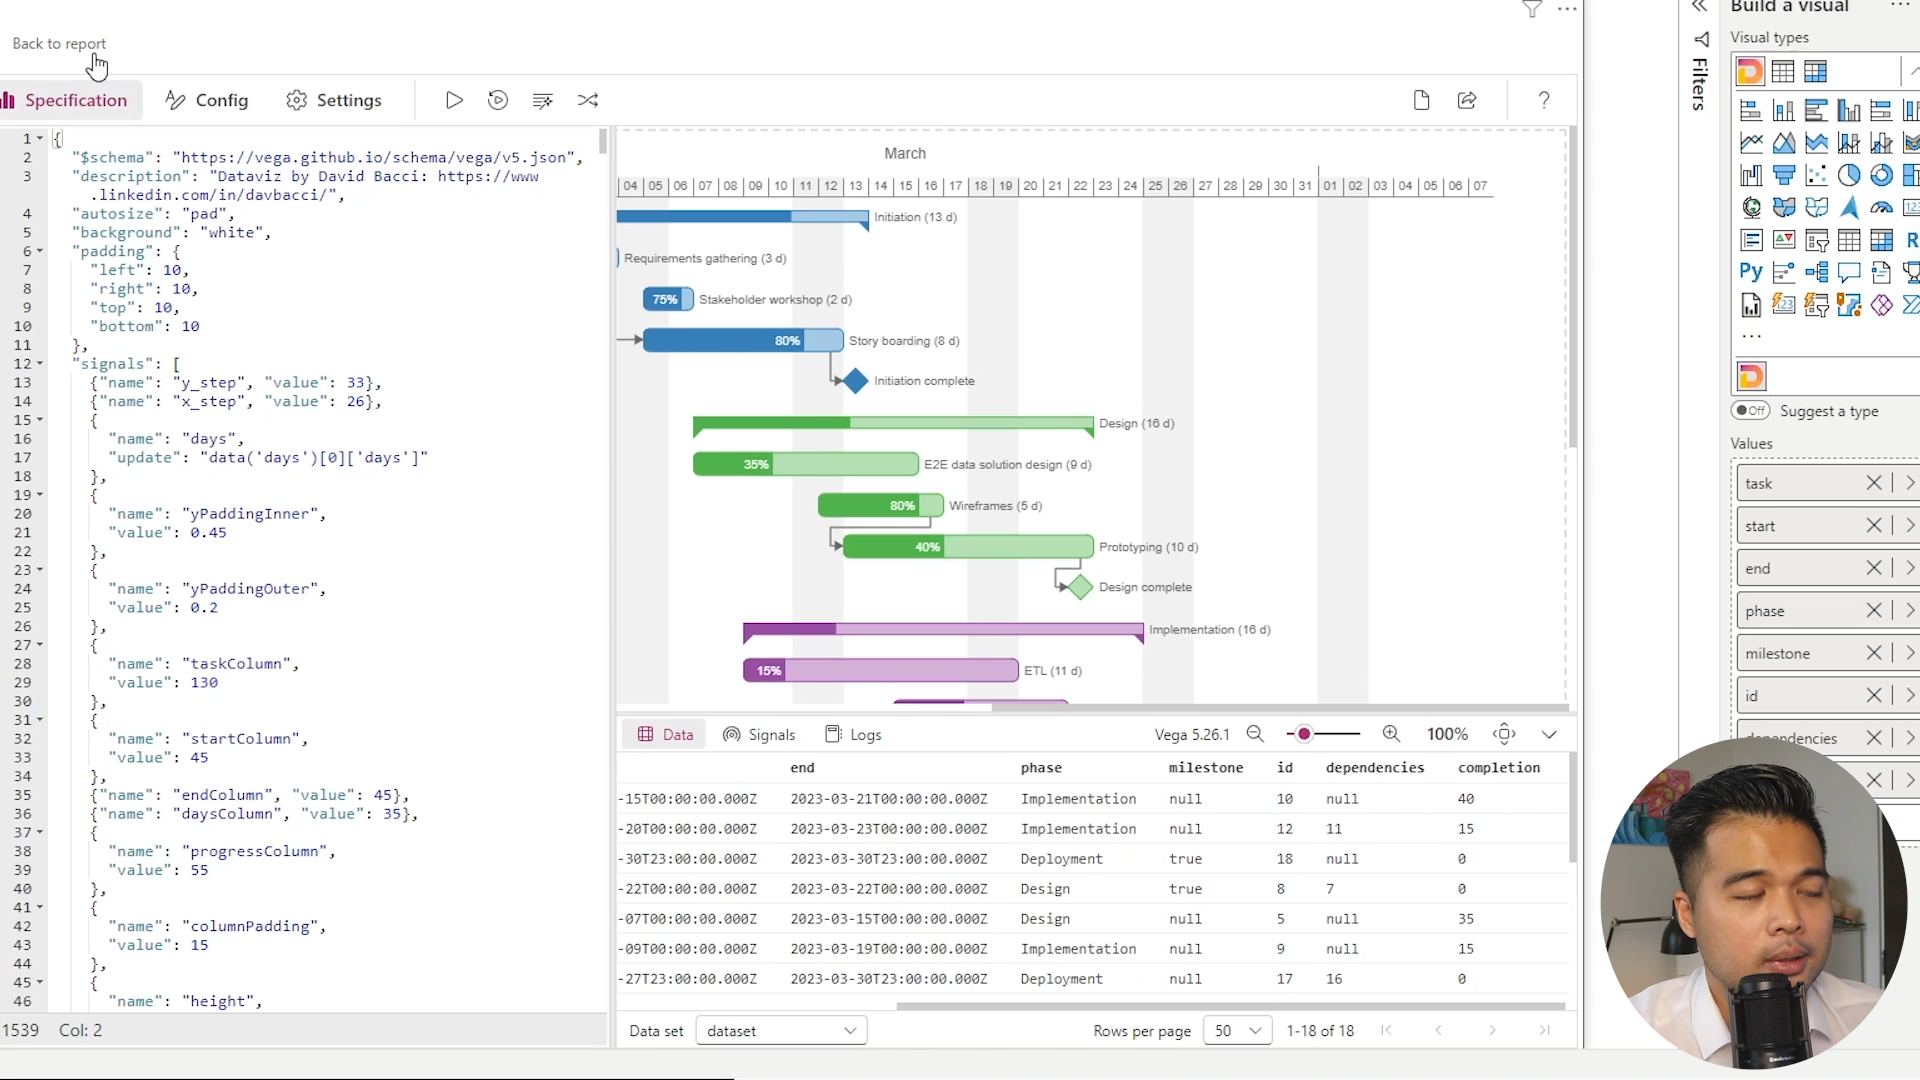 Back to report
Build a visual
Visual types
Filters
Specification
Config
Settings
?
1 {
2 "$schema": "https://vega.github.io/schema/vega/v5.json",
3 "description": "Dataviz by David Bacci: https://www
.linkedin.com/in/davbacci/",
4 "autosize": "pad",
5 "background": "white",
6 "padding": {
7 "left": 10,
8 "right": 10,
9 "top": 10,
10 "bottom": 10
11 },
12 "signals": [
13 {"name": "y_step", "value": 33},
14 {"name": "x_step", "value": 26},
15 {
16 "name": "days",
17 "update": "data('days')[0]['days']"
18 },
19 {
20 "name": "yPaddingInner",
21 "value": 0.45
22 },
23 {
24 "name": "yPaddingOuter",
25 "value": 0.2
26 },
27 {
28 "name": "taskColumn",
29 "value": 130
30 },
31 {
32 "name": "startColumn",
33 "value": 45
34 },
35 {"name": "endColumn", "value": 45},
36 {"name": "daysColumn", "value": 35},
37 {
38 "name": "progressColumn",
39 "value": 55
40 },
41 {
42 "name": "columnPadding",
43 "value": 15
44 },
45 {
46 "name": "height",
1539 Col: 2
March
04 05 06 07 08 09 10 11 12 13 14 15 16 17 18 19 20 21 22 23 24 25 26 27 28 29 30 31 01 02 03 04 05 06 07
Initiation (13 d)
Requirements gathering (3 d)
75% Stakeholder workshop (2 d)
80% Story boarding (8 d)
Initiation complete
Design (16 d)
35% E2E data solution design (9 d)
80% Wireframes (5 d)
40% Prototyping (10 d)
Design complete
Implementation (16 d)
15% ETL (11 d)
Data Signals Logs Vega 5.26.1 100%
end phase milestone id dependencies completion
-15T00:00:00.000Z 2023-03-21T00:00:00.000Z Implementation null 10 null 40
-20T00:00:00.000Z 2023-03-23T00:00:00.000Z Implementation null 12 11 15
-30T23:00:00.000Z 2023-03-30T23:00:00.000Z Deployment true 18 null 0
-22T00:00:00.000Z 2023-03-22T00:00:00.000Z Design true 8 7 0
-07T00:00:00.000Z 2023-03-15T00:00:00.000Z Design null 5 null 35
-09T00:00:00.000Z 2023-03-19T00:00:00.000Z Implementation null 9 null 15
-27T23:00:00.000Z 2023-03-30T23:00:00.000Z Deployment null 17 16 0
Data set dataset Rows per page 50 1-18 of 18
123
R
Py
123
...
Off Suggest a type
Values
task
start
end
phase
milestone
id
dependencies